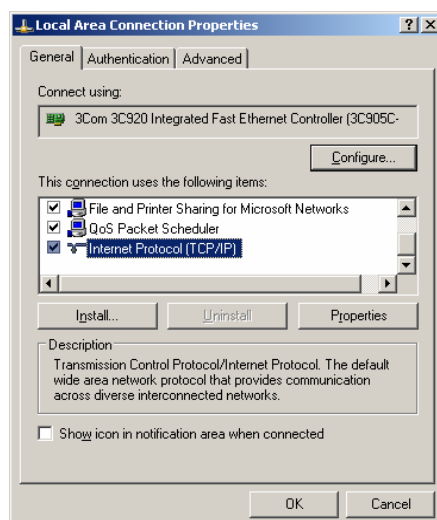 Local Area Connection Properties
General Authentication Advanced
Connect using:
3Com 3C920 Integrated Fast Ethernet Controller (3C905C-
Configure...
This connection uses the following items:
File and Printer Sharing for Microsoft Networks
QoS Packet Scheduler
Internet Protocol (TCP/IP)
Install... Uninstall Properties
Description
Transmission Control Protocol/Internet Protocol. The default
wide area network protocol that provides communication
across diverse interconnected networks.
Show icon in notification area when connected
OK Cancel